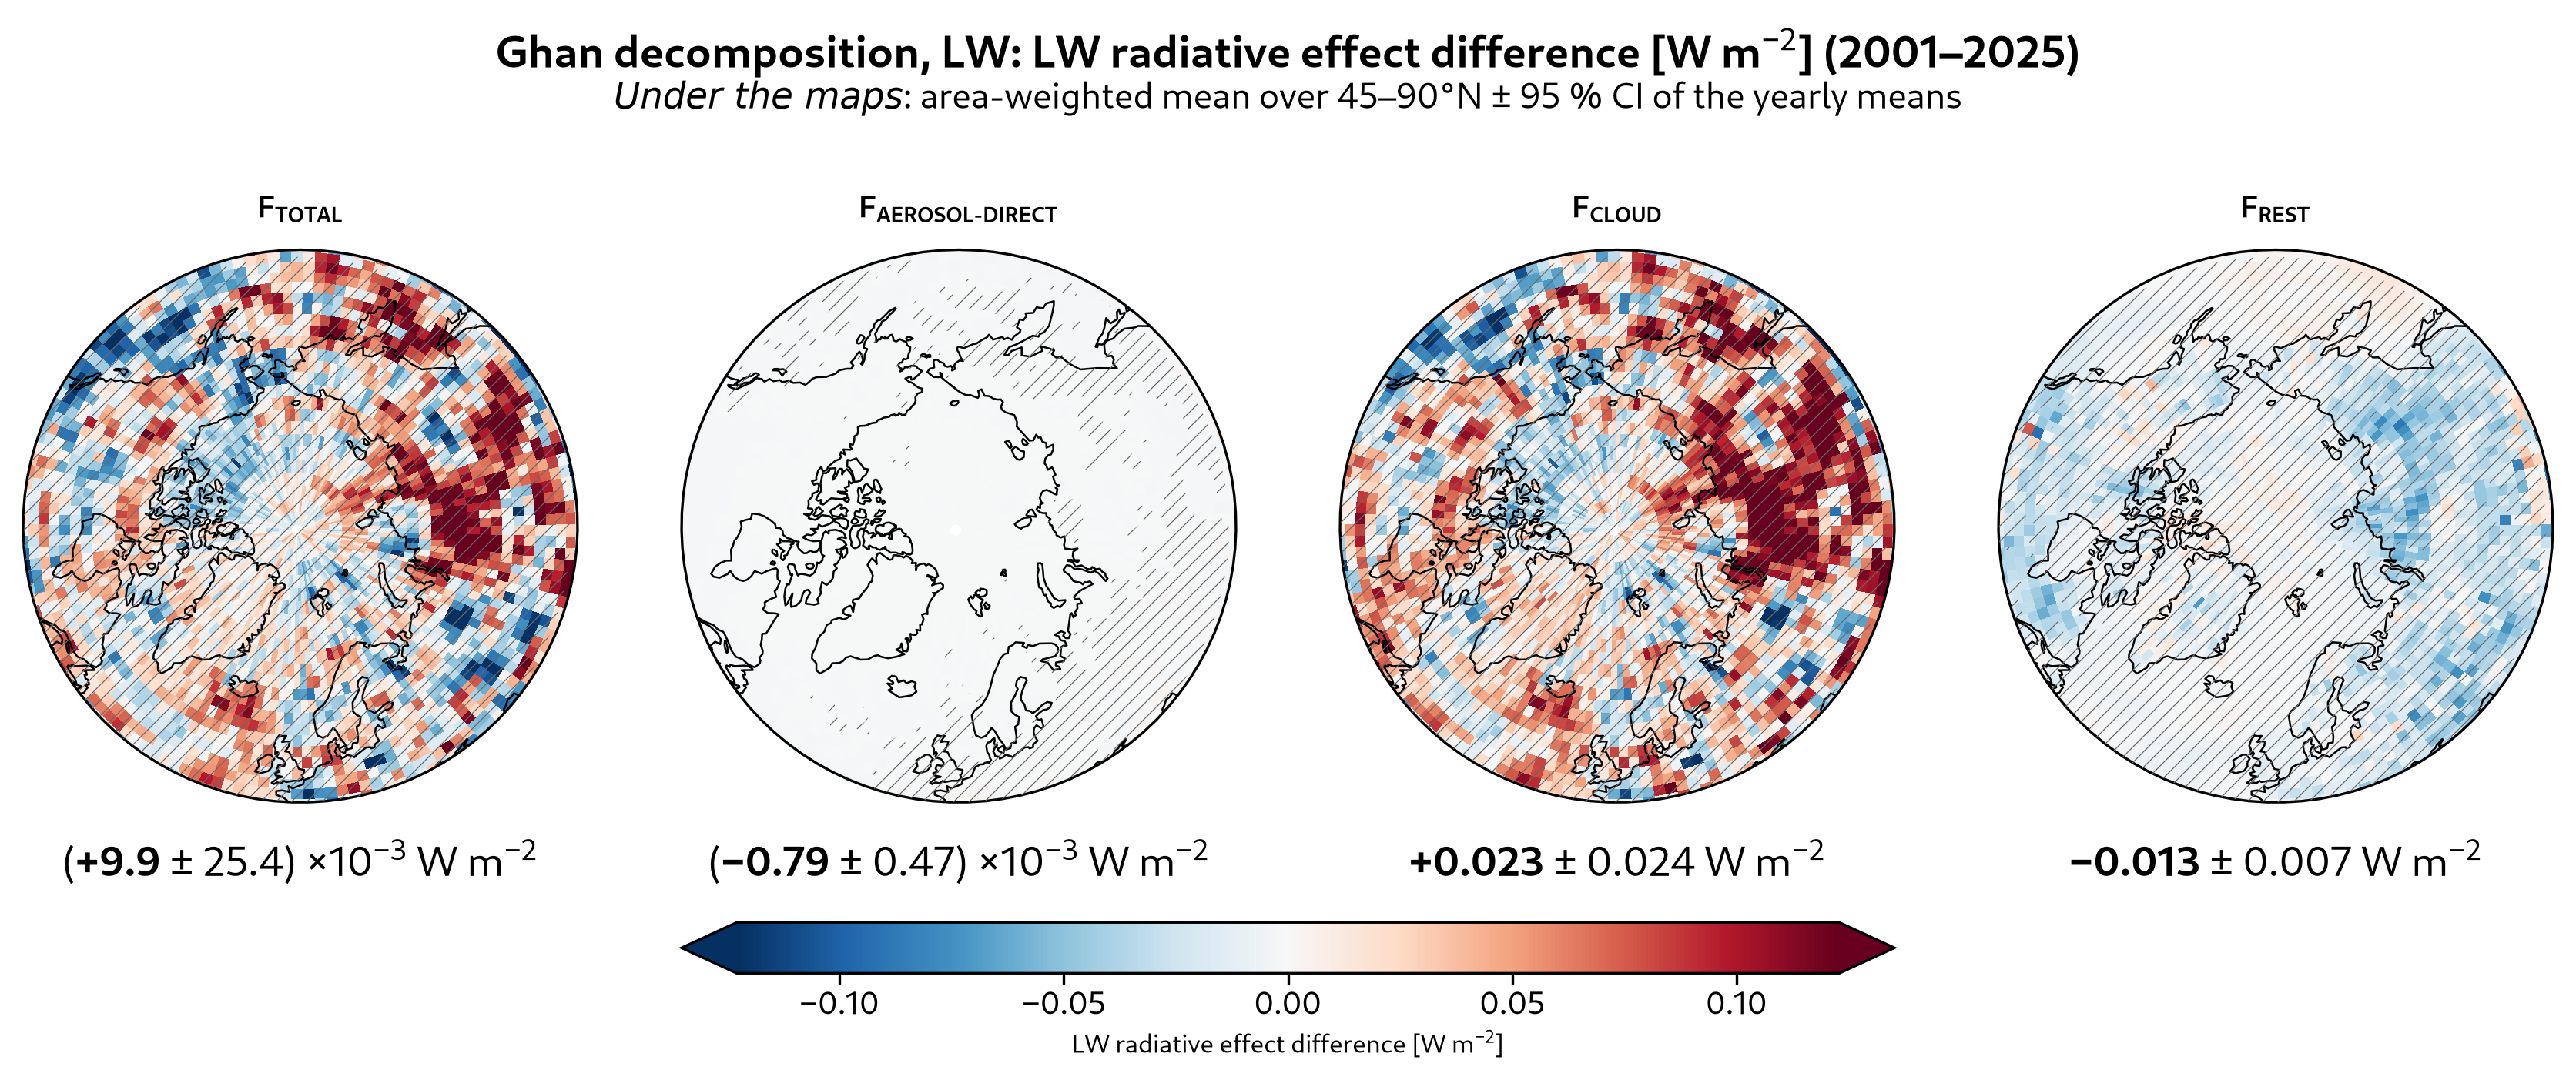 Ghan decomposition, LW: LW radiative effect difference [W m⁻²] (2001–2025)
Under the maps: area-weighted mean over 45–90°N ± 95 % CI of the yearly means
F_TOTAL F_AEROSOL-DIRECT F_CLOUD F_REST
(+9.9 ± 25.4) ×10⁻³ W m⁻² (−0.79 ± 0.47) ×10⁻³ W m⁻² +0.023 ± 0.024 W m⁻² −0.013 ± 0.007 W m⁻²
−0.10 −0.05 0.00 0.05 0.10
LW radiative effect difference [W m⁻²]